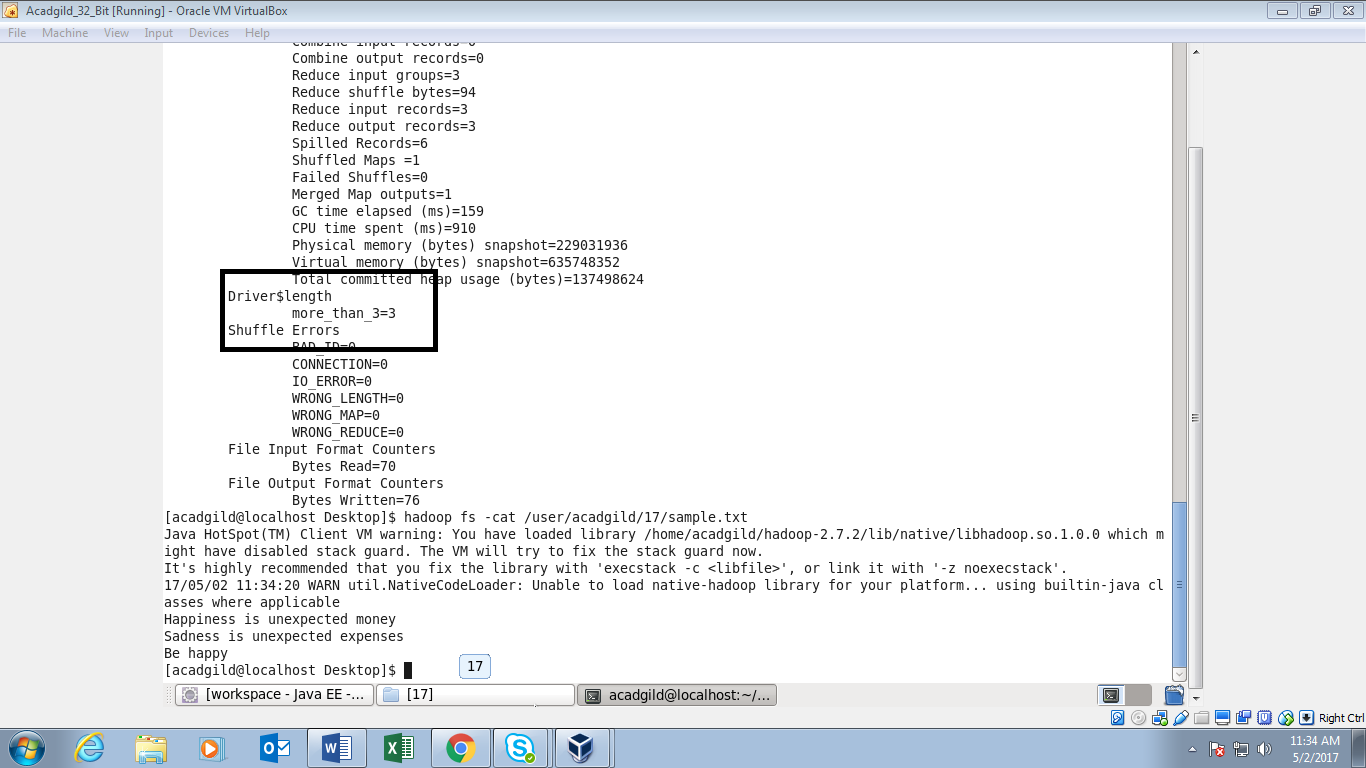 Acadgild_32_Bit [Running] - Oracle VM VirtualBox
File Machine View Input Devices Help
Combine input records=0
Combine output records=0
Reduce input groups=3
Reduce shuffle bytes=94
Reduce input records=3
Reduce output records=3
Spilled Records=6
Shuffled Maps =1
Failed Shuffles=0
Merged Map outputs=1
GC time elapsed (ms)=159
CPU time spent (ms)=910
Physical memory (bytes) snapshot=229031936
Virtual memory (bytes) snapshot=635748352
Total committed heap usage (bytes)=137498624
Driver$length
more_than_3=3
Shuffle Errors
BAD_ID=0
CONNECTION=0
IO_ERROR=0
WRONG_LENGTH=0
WRONG_MAP=0
WRONG_REDUCE=0
File Input Format Counters
Bytes Read=70
File Output Format Counters
Bytes Written=76
[acadgild@localhost Desktop]$ hadoop fs -cat /user/acadgild/17/sample.txt
Java HotSpot(TM) Client VM warning: You have loaded library /home/acadgild/hadoop-2.7.2/lib/native/libhadoop.so.1.0.0 which m
ight have disabled stack guard. The VM will try to fix the stack guard now.
It's highly recommended that you fix the library with 'execstack -c <libfile>', or link it with '-z noexecstack'.
17/05/02 11:34:20 WARN util.NativeCodeLoader: Unable to load native-hadoop library for your platform... using builtin-java cl
asses where applicable
Happiness is unexpected money
Sadness is unexpected expenses
Be happy
[acadgild@localhost Desktop]$
17
[workspace - Java EE -... [17] acadgild@localhost:~/...
Right Ctrl
11:34 AM
5/2/2017